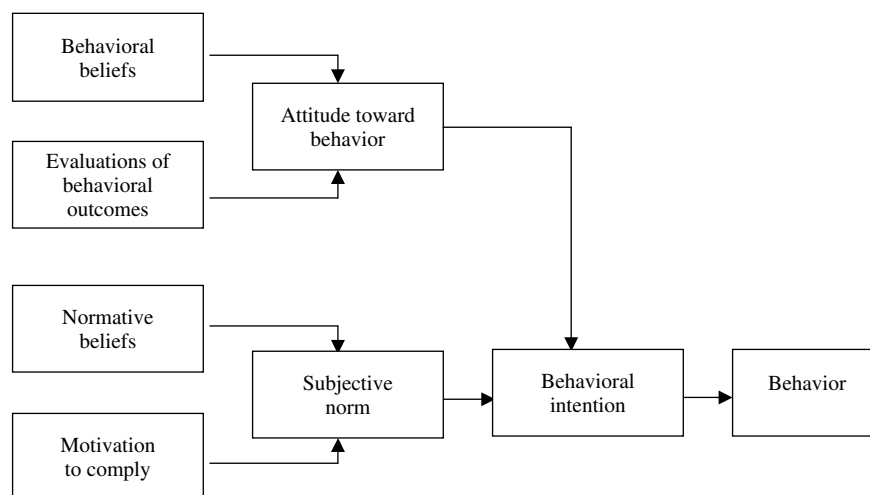 Behavioral
beliefs
Attitude toward
behavior
Evaluations of
behavioral
outcomes
Normative
beliefs
Subjective
norm
Behavioral
intention
Behavior
Motivation
to comply